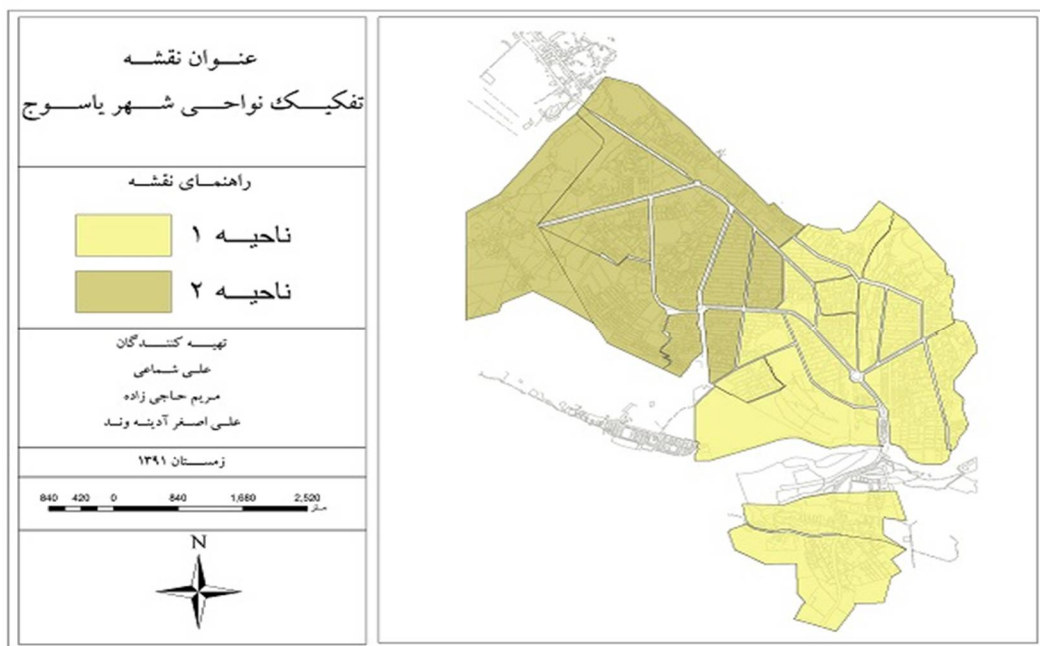 عنوان نقشه
تفکیک نواحی شهر یاسوج
راهنمای نقشه
ناحیه ۱
ناحیه ۲
تهیه کنندگان
علی شماعی
مریم حاجی زاده
علی اصغر آدینه وند
زمستان ۱۳۹۱
840 420 0 840 1,680 2,520
متر
N